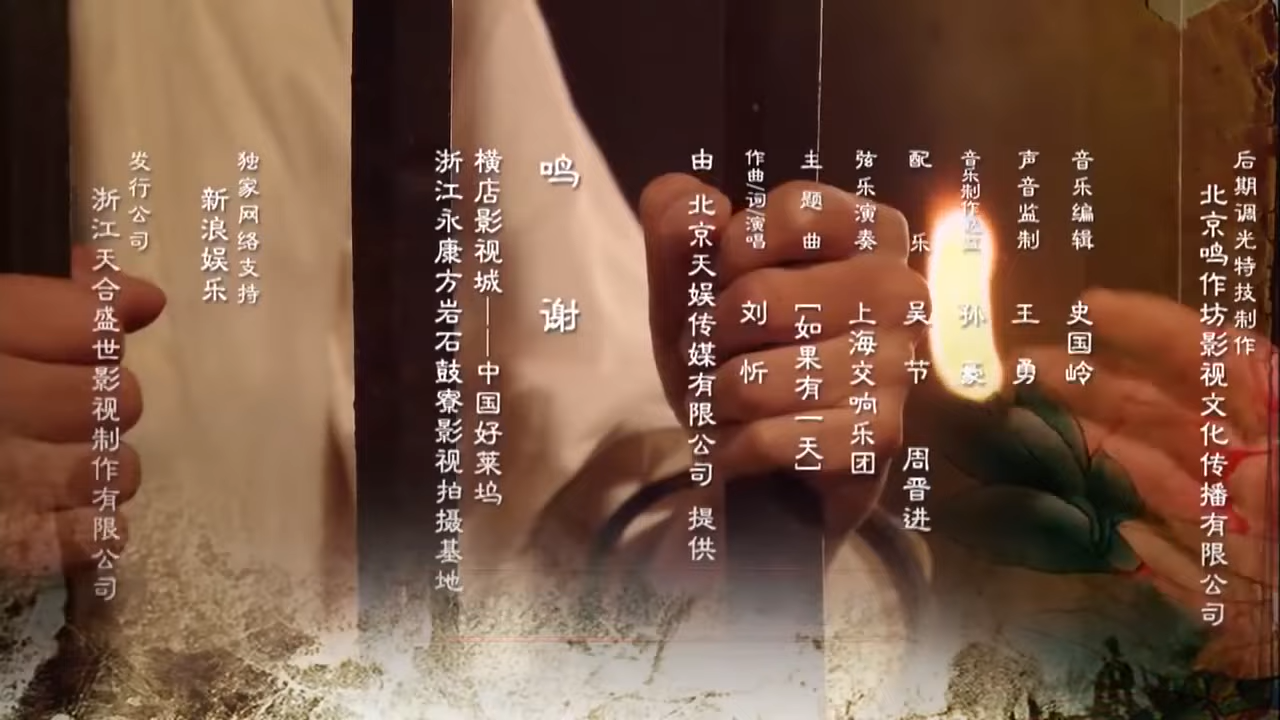 后期调光特技制作
北京鸣作坊影视文化传播有限公司
音乐编辑 史国岭
声音监制 王勇
音乐制作总监 孙豪
配乐 吴节 周晋进
弦乐演奏 上海交响乐团
主题曲 [如果有一天]
作曲/词/演唱 刘忻
由 北京天娱传媒有限公司 提供
鸣谢
横店影视城——中国好莱坞
浙江永康方岩石鼓寮影视拍摄基地
独家网络支持
新浪娱乐
发行公司
浙江天合盛世影视制作有限公司